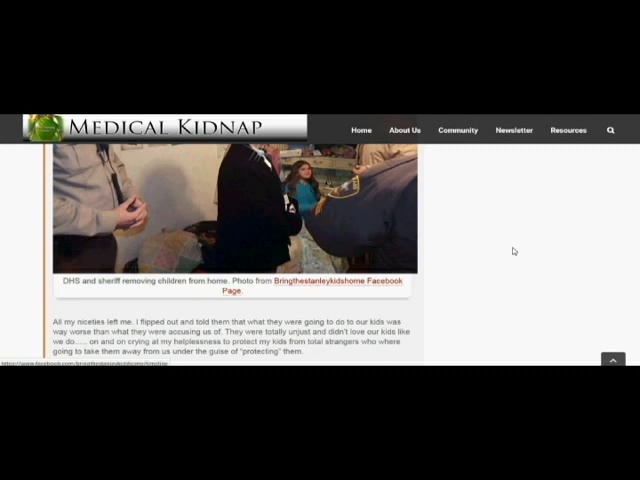 MEDICAL KIDNAP
Home About Us Community Newsletter Resources
DHS and sheriff removing children from home. Photo from Bringthestanleykidshome Facebook
Page.
All my niceties left me. I flipped out and told them that what they were going to do to our kids was
way worse than what they were accusing us of. They were totally unjust and didn't love our kids like
we do..... on and on crying at my helplessness to protect my kids from total strangers who where
going to take them away from us under the guise of "protecting" them.